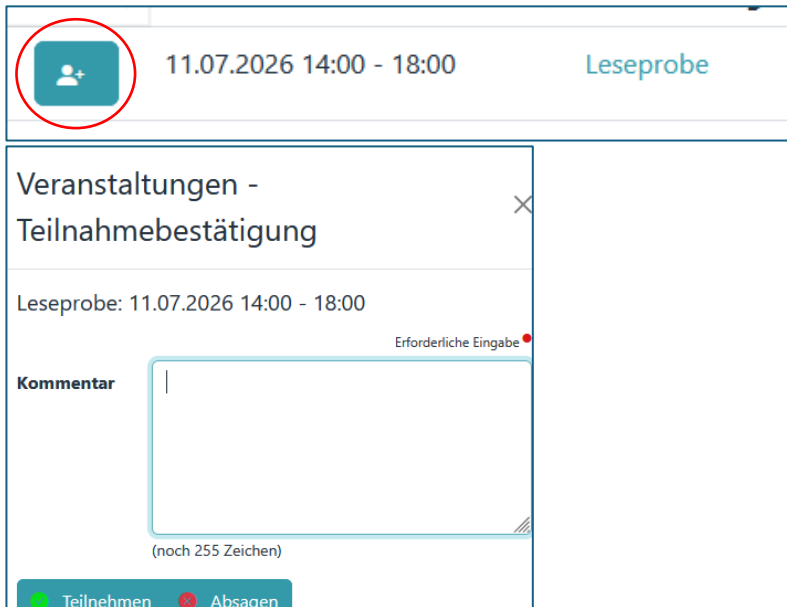 11.07.2026 14:00 - 18:00 Leseprobe
Veranstaltungen -
Teilnahmebestätigung
Leseprobe: 11.07.2026 14:00 - 18:00
Erforderliche Eingabe
Kommentar
(noch 255 Zeichen)
Teilnehmen Absagen